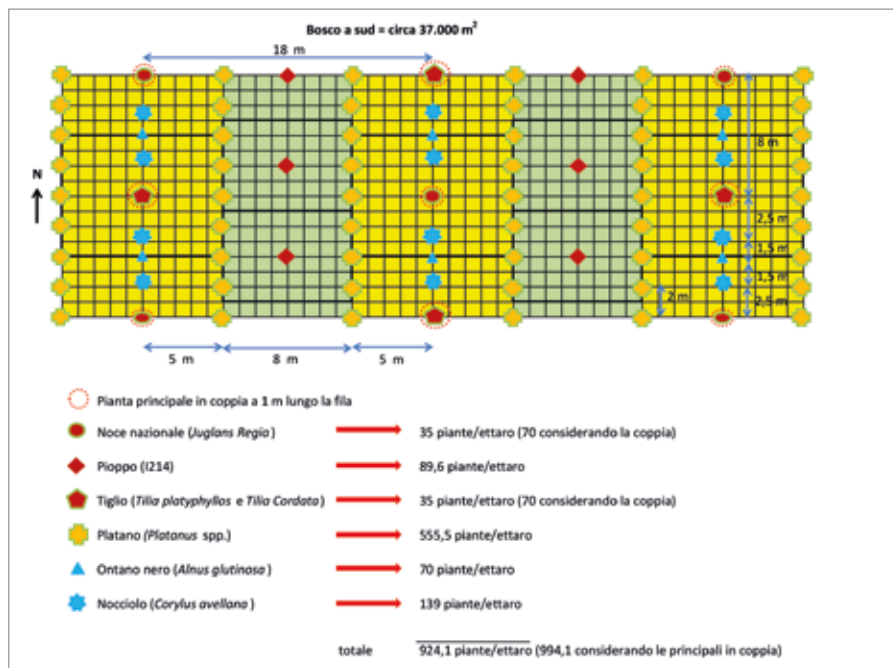 Bosco a sud = circa 37.000 m²
18 m
N
8 m
2,5 m
1,5 m
1,5 m
2 m
2,5 m
5 m
8 m
5 m
Pianta principale in coppia a 1 m lungo la fila
Noce nazionale (Juglans Regia) 35 piante/ettaro (70 considerando la coppia)
Pioppo (I214) 89,6 piante/ettaro
Tiglio (Tilia platyphyllos e Tilia Cordata) 35 piante/ettaro (70 considerando la coppia)
Platano (Platanus spp.) 555,5 piante/ettaro
Ontano nero (Alnus glutinosa) 70 piante/ettaro
Nocciolo (Corylus avellana) 139 piante/ettaro
totale 924,1 piante/ettaro (994,1 considerando le principali in coppia)